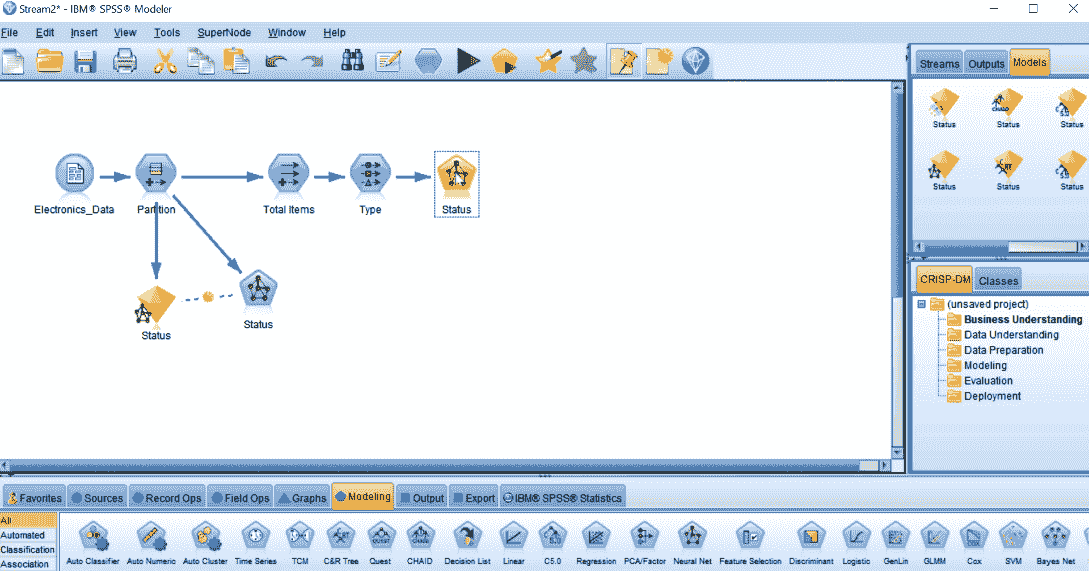 Stream2* - IBM® SPSS® Modeler
File Edit Insert View Tools SuperNode Window Help
Streams Outputs Models
Status Status Status
Status Status Status
Electronics_Data Partition Total Items Type Status
Status Status
CRISP-DM Classes
(unsaved project)
Business Understanding
Data Understanding
Data Preparation
Modeling
Evaluation
Deployment
Favorites Sources Record Ops Field Ops Graphs Modeling Output Export IBM® SPSS® Statistics
All
Automated
Classification
Association
Auto Classifier Auto Numeric Auto Cluster Time Series TCM C&R Tree Quest CHAID Decision List Linear C5.0 Regression PCA/Factor Neural Net Feature Selection Discriminant Logistic GenLin GLMM Cox SVM Bayes Net